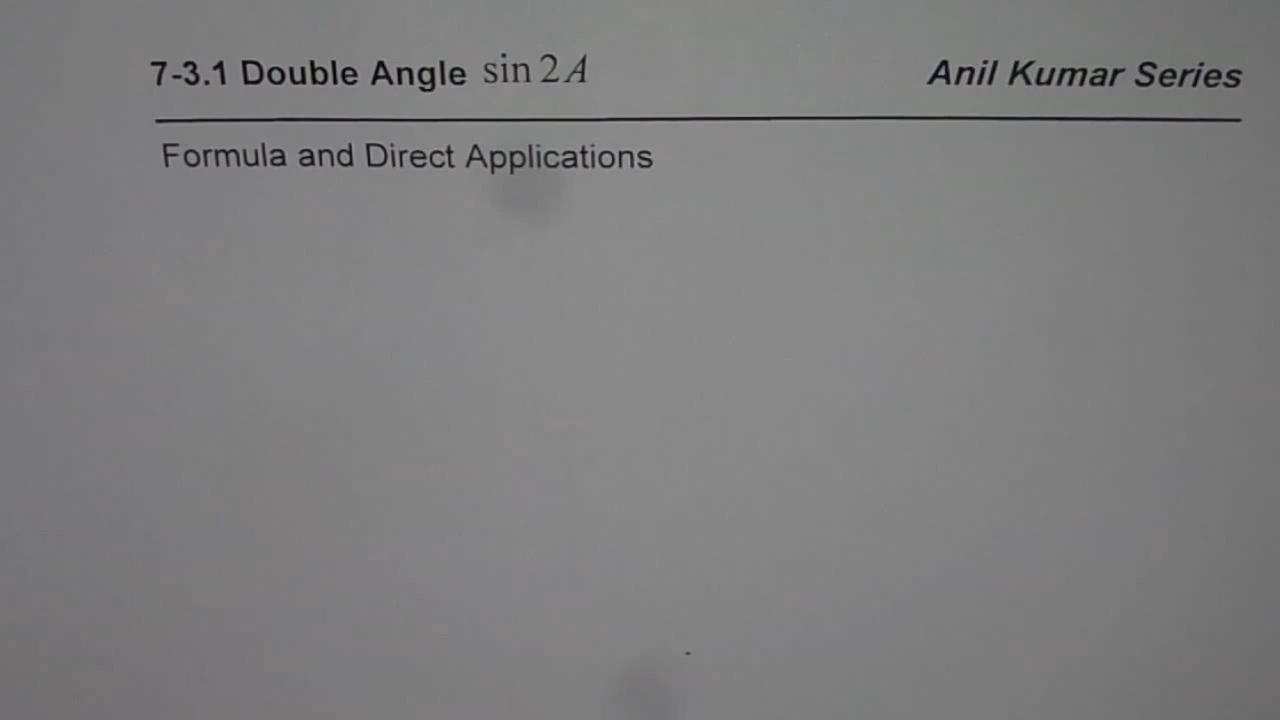 7-3.1 Double Angle sin 2A Anil Kumar Series
Formula and Direct Applications